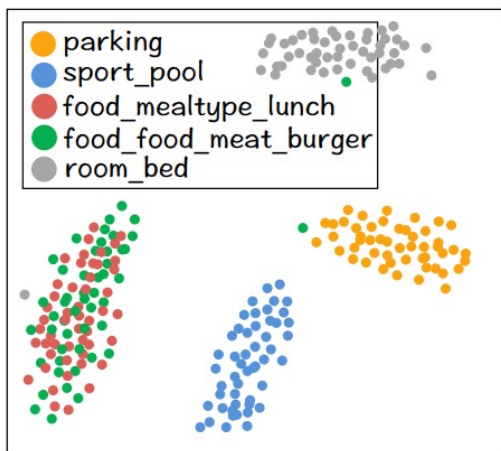 parking
sport_pool
food_mealtype_lunch
food_food_meat_burger
room_bed